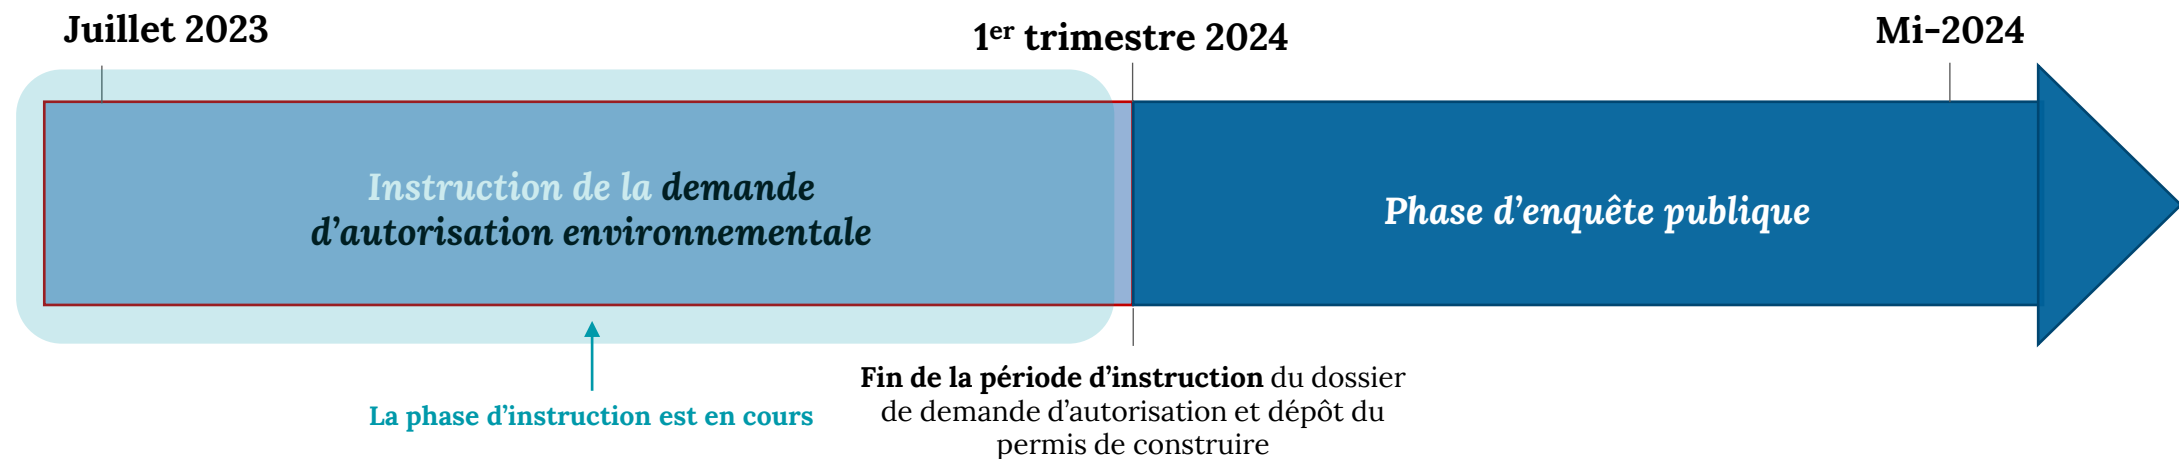 Juillet 2023
1er trimestre 2024
Mi-2024
Instruction de la demande
d’autorisation environnementale
Phase d’enquête publique
La phase d’instruction est en cours
Fin de la période d’instruction du dossier
de demande d’autorisation et dépôt du
permis de construire